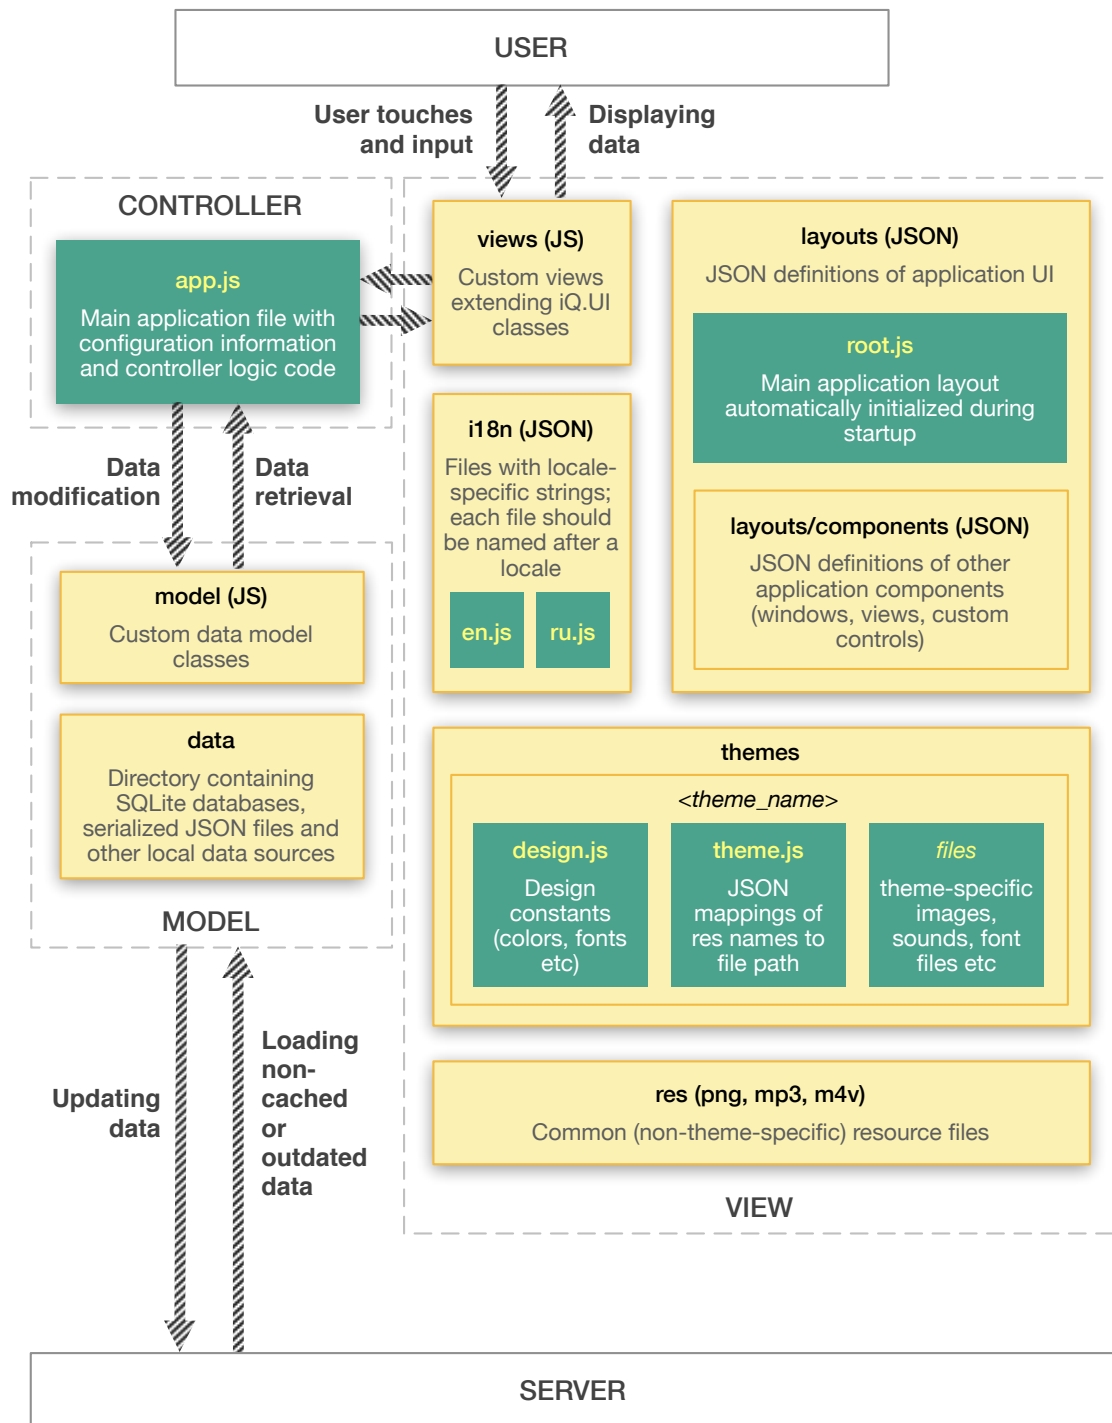 USER
User touches
and input
Displaying
data
CONTROLLER
app.js
Main application file with
configuration information
and controller logic code
views (JS)
Custom views
extending iQ.UI
classes
layouts (JSON)
JSON definitions of application UI
root.js
Main application layout
automatically initialized during
startup
layouts/components (JSON)
JSON definitions of other
application components
(windows, views, custom
controls)
i18n (JSON)
Files with locale-
specific strings;
each file should
be named after a
locale
en.js
ru.js
Data
modification
Data
retrieval
model (JS)
Custom data model
classes
data
Directory containing
SQLite databases,
serialized JSON files and
other local data sources
MODEL
themes
<theme_name>
design.js
Design
constants
(colors, fonts
etc)
theme.js
JSON
mappings of
res names to
file path
files
theme-specific
images,
sounds, font
files etc
res (png, mp3, m4v)
Common (non-theme-specific) resource files
VIEW
Updating
data
Loading
non-
cached
or
outdated
data
SERVER